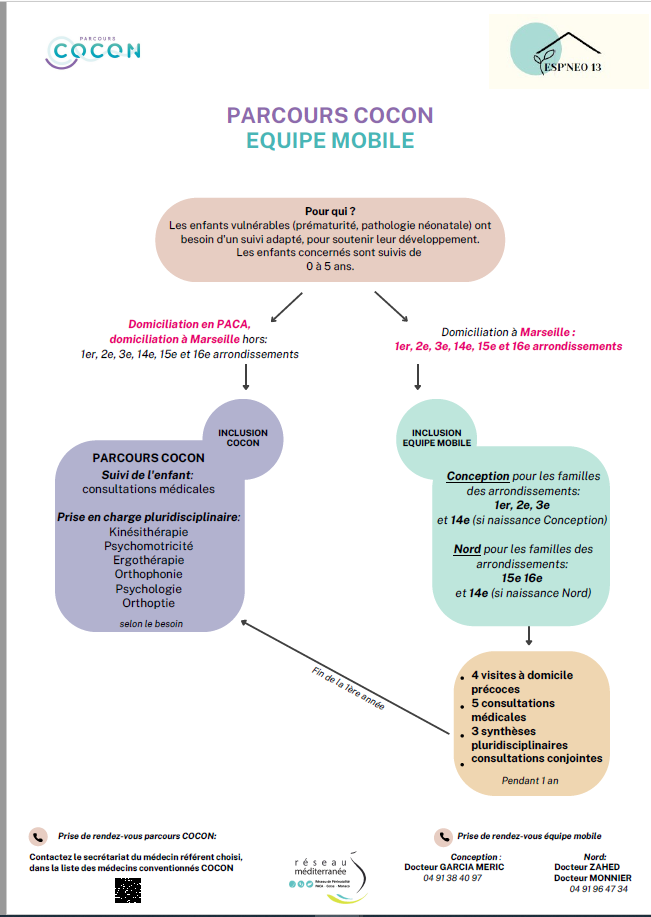 PARCOURS
COCON
ESP'NEO 13
PARCOURS COCON
EQUIPE MOBILE
Pour qui ?
Les enfants vulnérables (prématurité, pathologie néonatale) ont
besoin d'un suivi adapté, pour soutenir leur développement.
Les enfants concernés sont suivis de
0 à 5 ans.
Domiciliation en PACA,
domiciliation à Marseille hors:
1er, 2e, 3e, 14e, 15e et 16e arrondissements
Domiciliation à Marseille :
1er, 2e, 3e, 14e, 15e et 16e arrondissements
INCLUSION
COCON
PARCOURS COCON
Suivi de l'enfant:
consultations médicales
Prise en charge pluridisciplinaire:
Kinésithérapie
Psychomotricité
Ergothérapie
Orthophonie
Psychologie
Orthoptie
selon le besoin
INCLUSION
EQUIPE MOBILE
Conception pour les familles
des arrondissements:
1er, 2e, 3e
et 14e (si naissance Conception)
Nord pour les familles des
arrondissements:
15e 16e
et 14e (si naissance Nord)
Fin de la 1ère année
• 4 visites à domicile
précoces
• 5 consultations
médicales
• 3 synthèses
pluridisciplinaires
• consultations conjointes
Pendant 1 an
Prise de rendez-vous parcours COCON:
Contactez le secrétariat du médecin référent choisi,
dans la liste des médecins conventionnés COCON
réseau
méditerranée
Réseau de Périnatalité
PACA - Corse - Monaco
Prise de rendez-vous équipe mobile
Conception :
Docteur GARCIA MERIC
04 91 38 40 97
Nord:
Docteur ZAHED
Docteur MONNIER
04 91 96 47 34